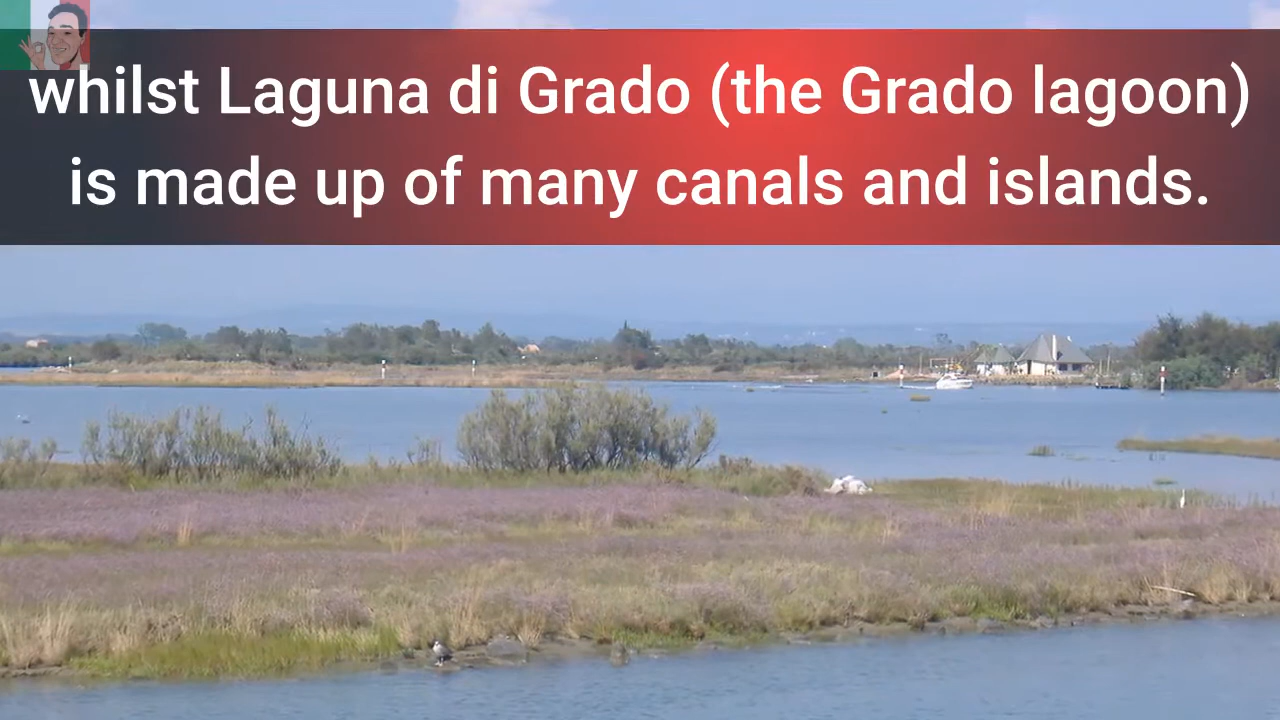 whilst Laguna di Grado (the Grado lagoon)
is made up of many canals and islands.